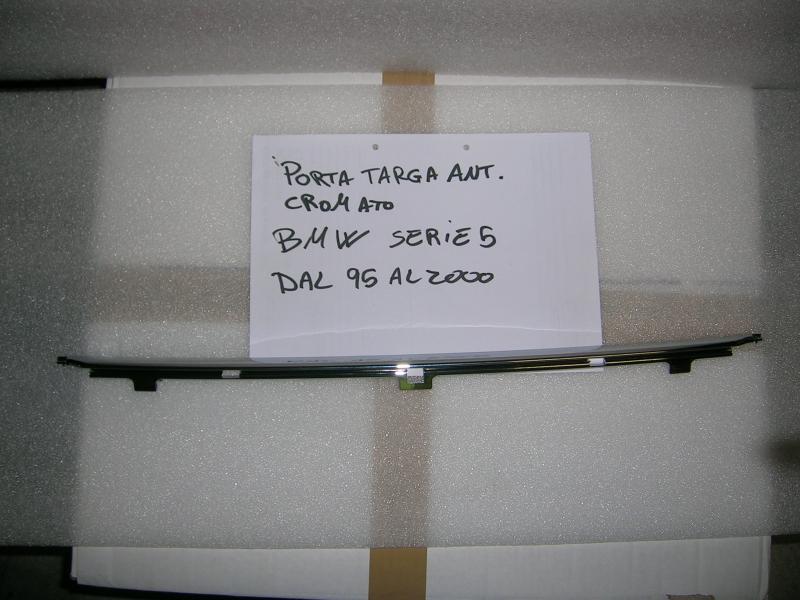 PORTA TARGA ANT.
CROMATO
BMW SERIE 5
DAL 95 AL 2000